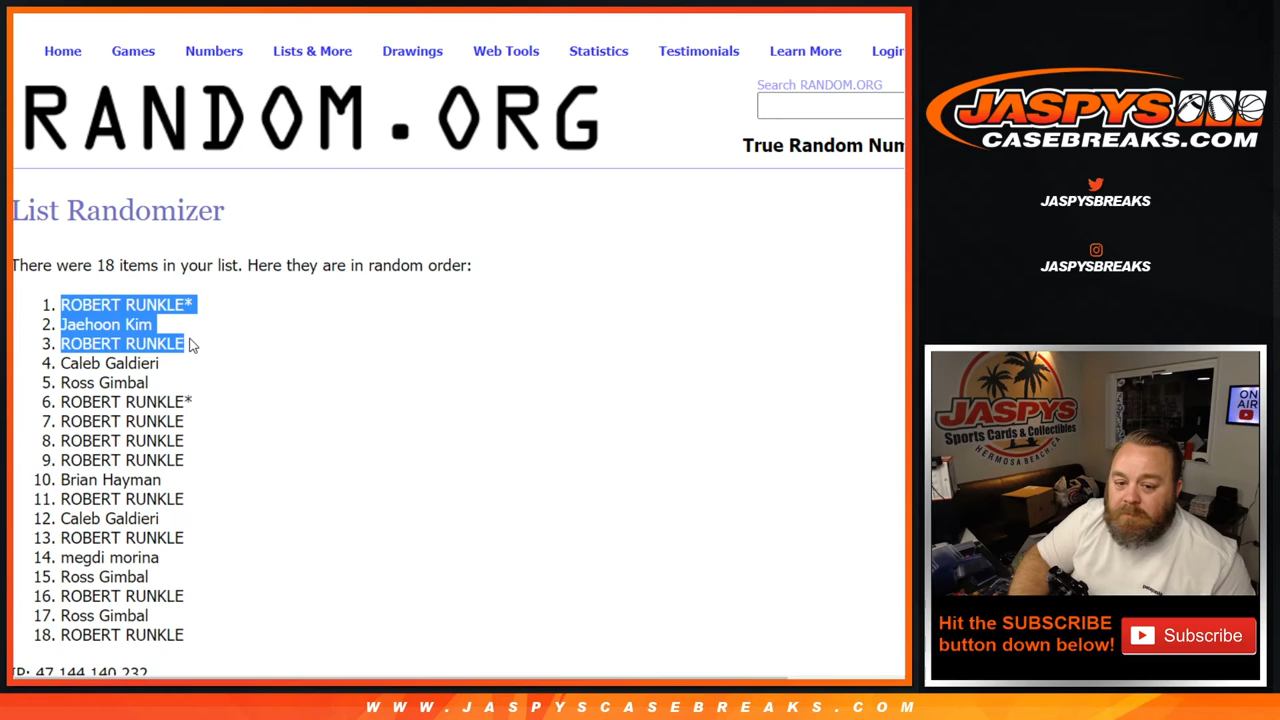 Home Games Numbers Lists & More Drawings Web Tools Statistics Testimonials Learn More Login
Search RANDOM.ORG
RANDOM.ORG
True Random Num
List Randomizer
There were 18 items in your list. Here they are in random order:
1. ROBERT RUNKLE*
2. Jaehoon Kim
3. ROBERT RUNKLE
4. Caleb Galdieri
5. Ross Gimbal
6. ROBERT RUNKLE*
7. ROBERT RUNKLE
8. ROBERT RUNKLE
9. ROBERT RUNKLE
10. Brian Hayman
11. ROBERT RUNKLE
12. Caleb Galdieri
13. ROBERT RUNKLE
14. megdi morina
15. Ross Gimbal
16. ROBERT RUNKLE
17. Ross Gimbal
18. ROBERT RUNKLE
IP: 47.144.140.232
JASPYS
CASEBREAKS.COM
JASPYSBREAKS
JASPYSBREAKS
JASPYS
Sports Cards & Collectibles
HERMOSA BEACH, CA
ON
AIR
Hit the SUBSCRIBE
button down below!
Subscribe
WWW.JASPYSCASEBREAKS.COM